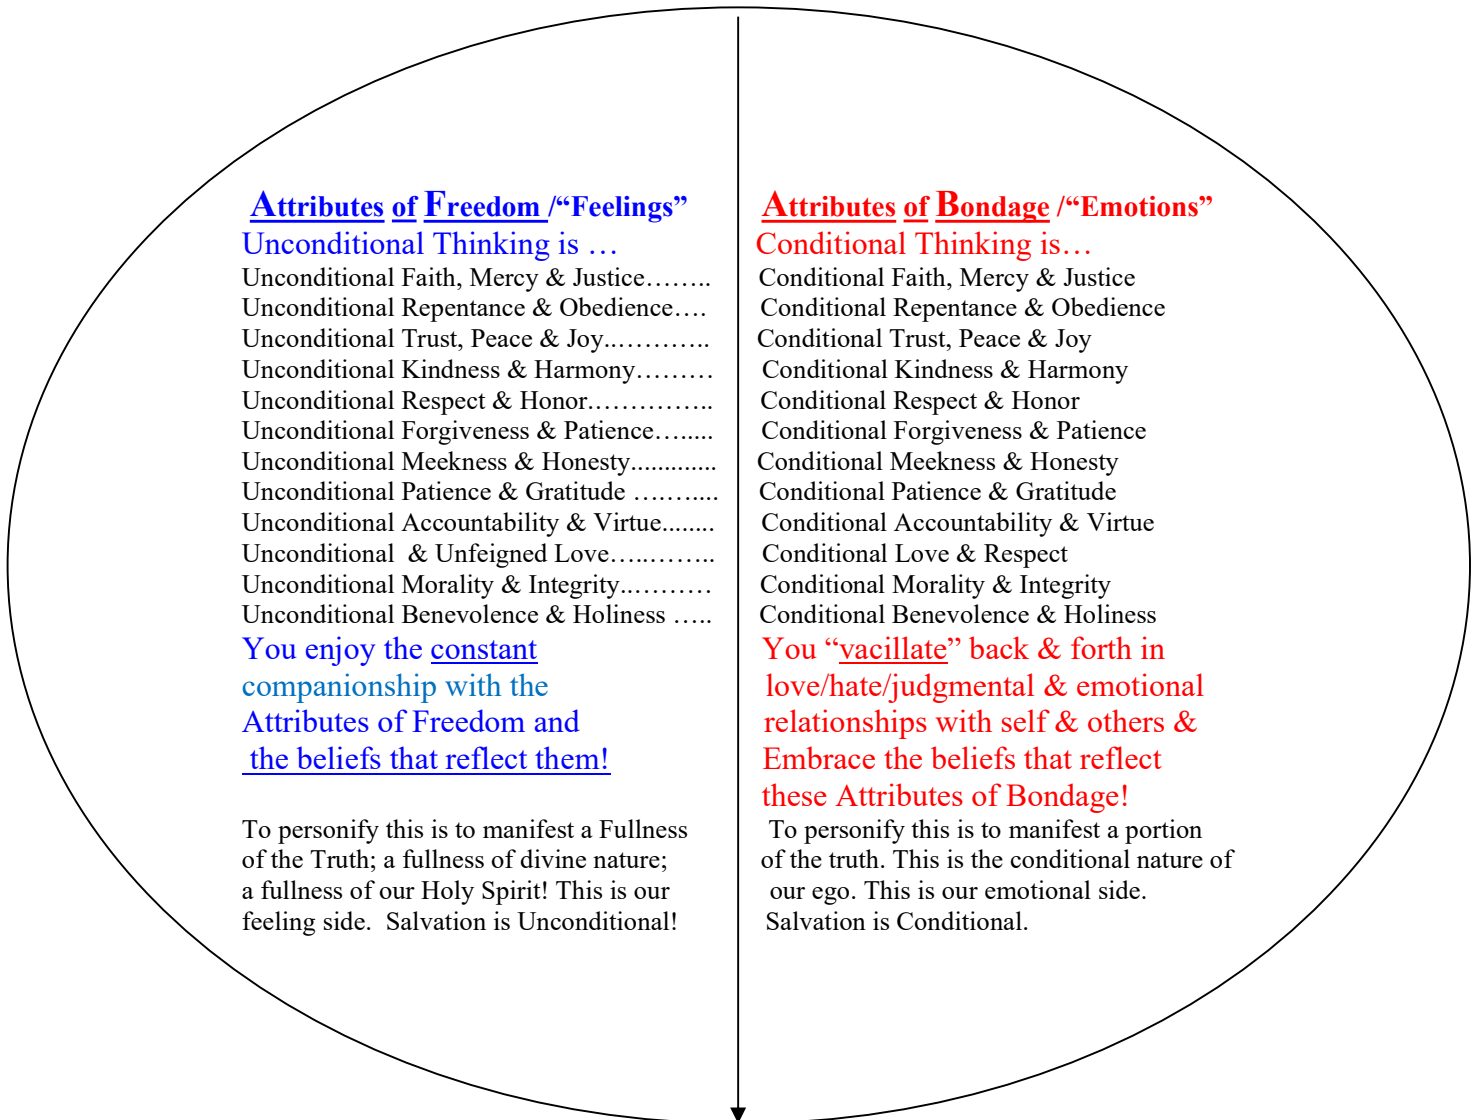 Attributes of Freedom /“Feelings”
Unconditional Thinking is …
Unconditional Faith, Mercy & Justice……..
Unconditional Repentance & Obedience….
Unconditional Trust, Peace & Joy..………..
Unconditional Kindness & Harmony………
Unconditional Respect & Honor.…………..
Unconditional Forgiveness & Patience….....
Unconditional Meekness & Honesty.............
Unconditional Patience & Gratitude ….…....
Unconditional Accountability & Virtue........
Unconditional  & Unfeigned Love…..……..
Unconditional Morality & Integrity..………
Unconditional Benevolence & Holiness …..
You enjoy the constant
companionship with the
Attributes of Freedom and
the beliefs that reflect them!
To personify this is to manifest a Fullness
of the Truth; a fullness of divine nature;
a fullness of our Holy Spirit! This is our
feeling side.  Salvation is Unconditional!
Attributes of Bondage /“Emotions”
Conditional Thinking is…
Conditional Faith, Mercy & Justice
Conditional Repentance & Obedience
Conditional Trust, Peace & Joy
Conditional Kindness & Harmony
Conditional Respect & Honor
Conditional Forgiveness & Patience
Conditional Meekness & Honesty
Conditional Patience & Gratitude
Conditional Accountability & Virtue
Conditional Love & Respect
Conditional Morality & Integrity
Conditional Benevolence & Holiness
You “vacillate” back & forth in
love/hate/judgmental & emotional
relationships with self & others &
Embrace the beliefs that reflect
these Attributes of Bondage!
To personify this is to manifest a portion
of the truth. This is the conditional nature of
our ego. This is our emotional side.
Salvation is Conditional.